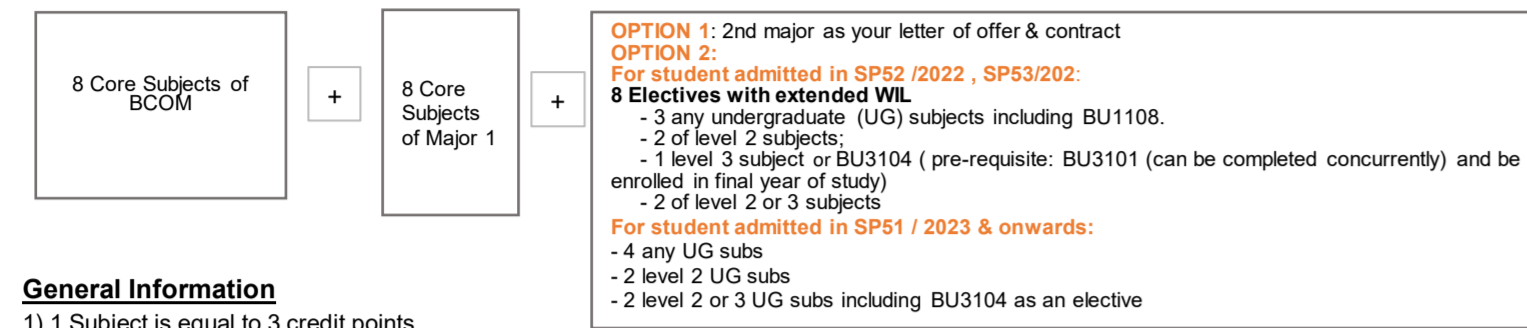 8 Core Subjects of
BCOM
+
8 Core
Subjects
of Major 1
+
OPTION 1: 2nd major as your letter of offer & contract
OPTION 2:
For student admitted in SP52 /2022 , SP53/202:
8 Electives with extended WIL
- 3 any undergraduate (UG) subjects including BU1108.
- 2 of level 2 subjects;
- 1 level 3 subject or BU3104 ( pre-requisite: BU3101 (can be completed concurrently) and be
enrolled in final year of study)
- 2 of level 2 or 3 subjects
For student admitted in SP51 / 2023 & onwards:
- 4 any UG subs
- 2 level 2 UG subs
- 2 level 2 or 3 UG subs including BU3104 as an elective
General Information
1) 1 Subject is equal to 3 credit points